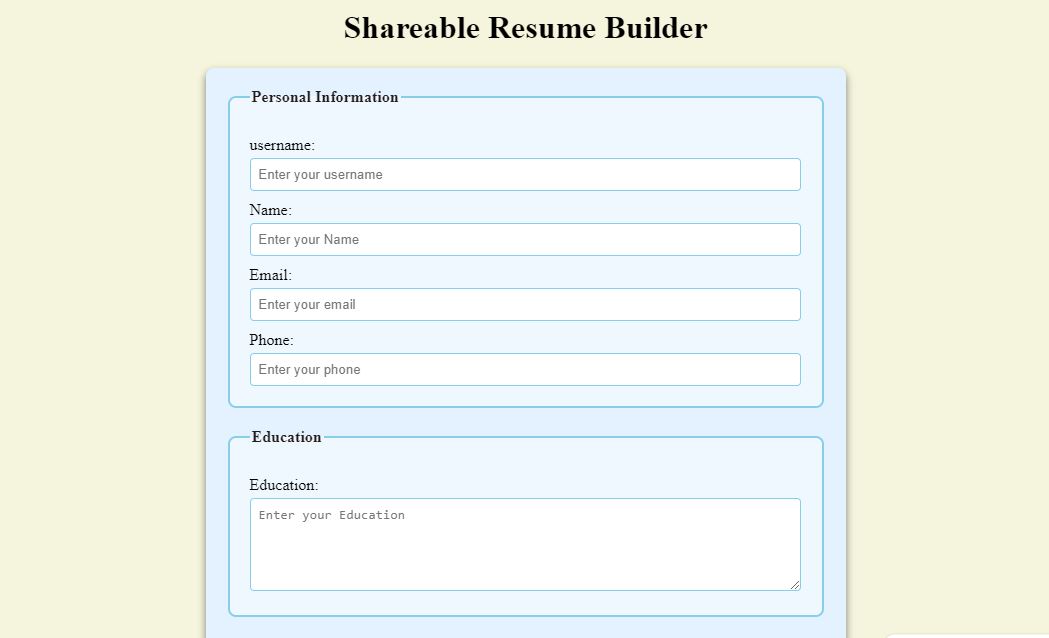 Shareable Resume Builder
Personal Information
username:
Enter your username
Name:
Enter your Name
Email:
Enter your email
Phone:
Enter your phone
Education
Education:
Enter your Education